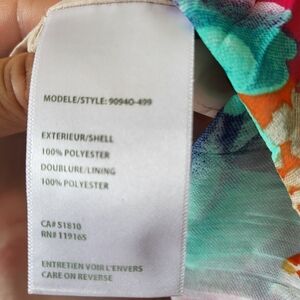 MODELE/STYLE: 90940-499
EXTERIEUR/SHELL
100% POLYESTER
DOUBLURE/LINING
100% POLYESTER
CA# 51810
RN# 119165
ENTRETIEN VOIR L'ENVERS
CARE ON REVERSE